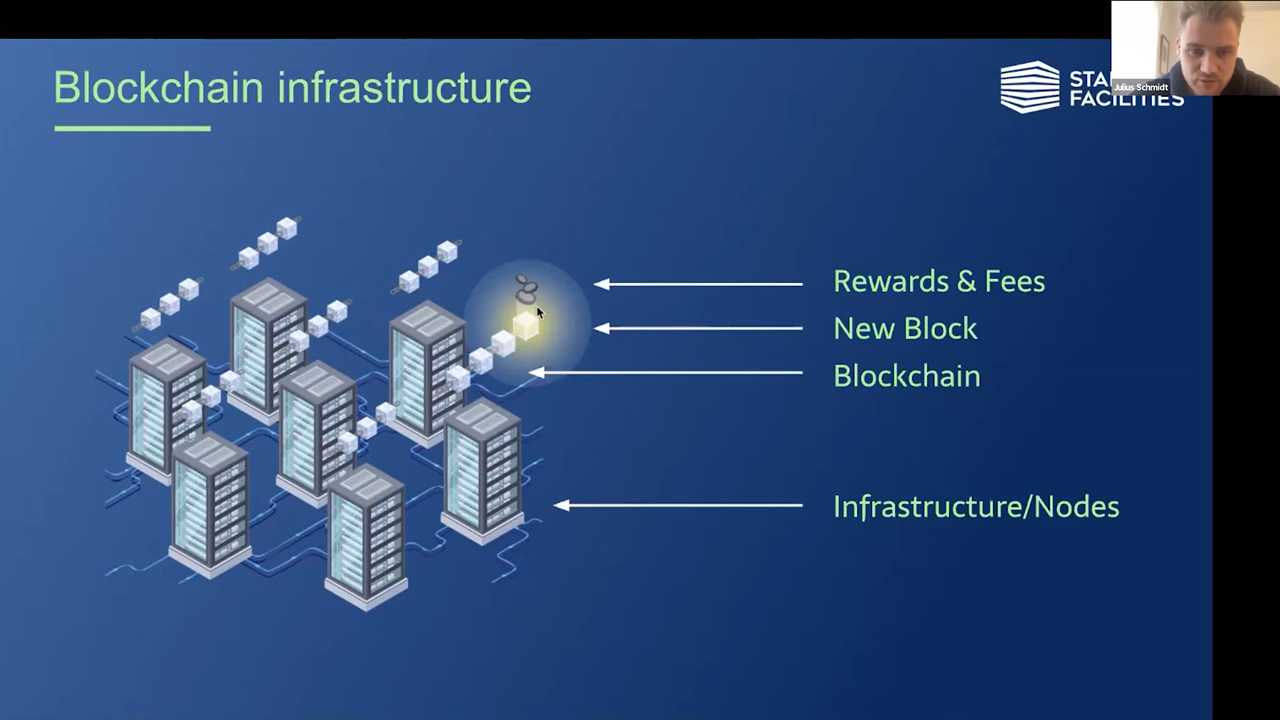 Blockchain infrastructure
Julius Schmidt
FACILITIES
Rewards & Fees
New Block
Blockchain
Infrastructure/Nodes